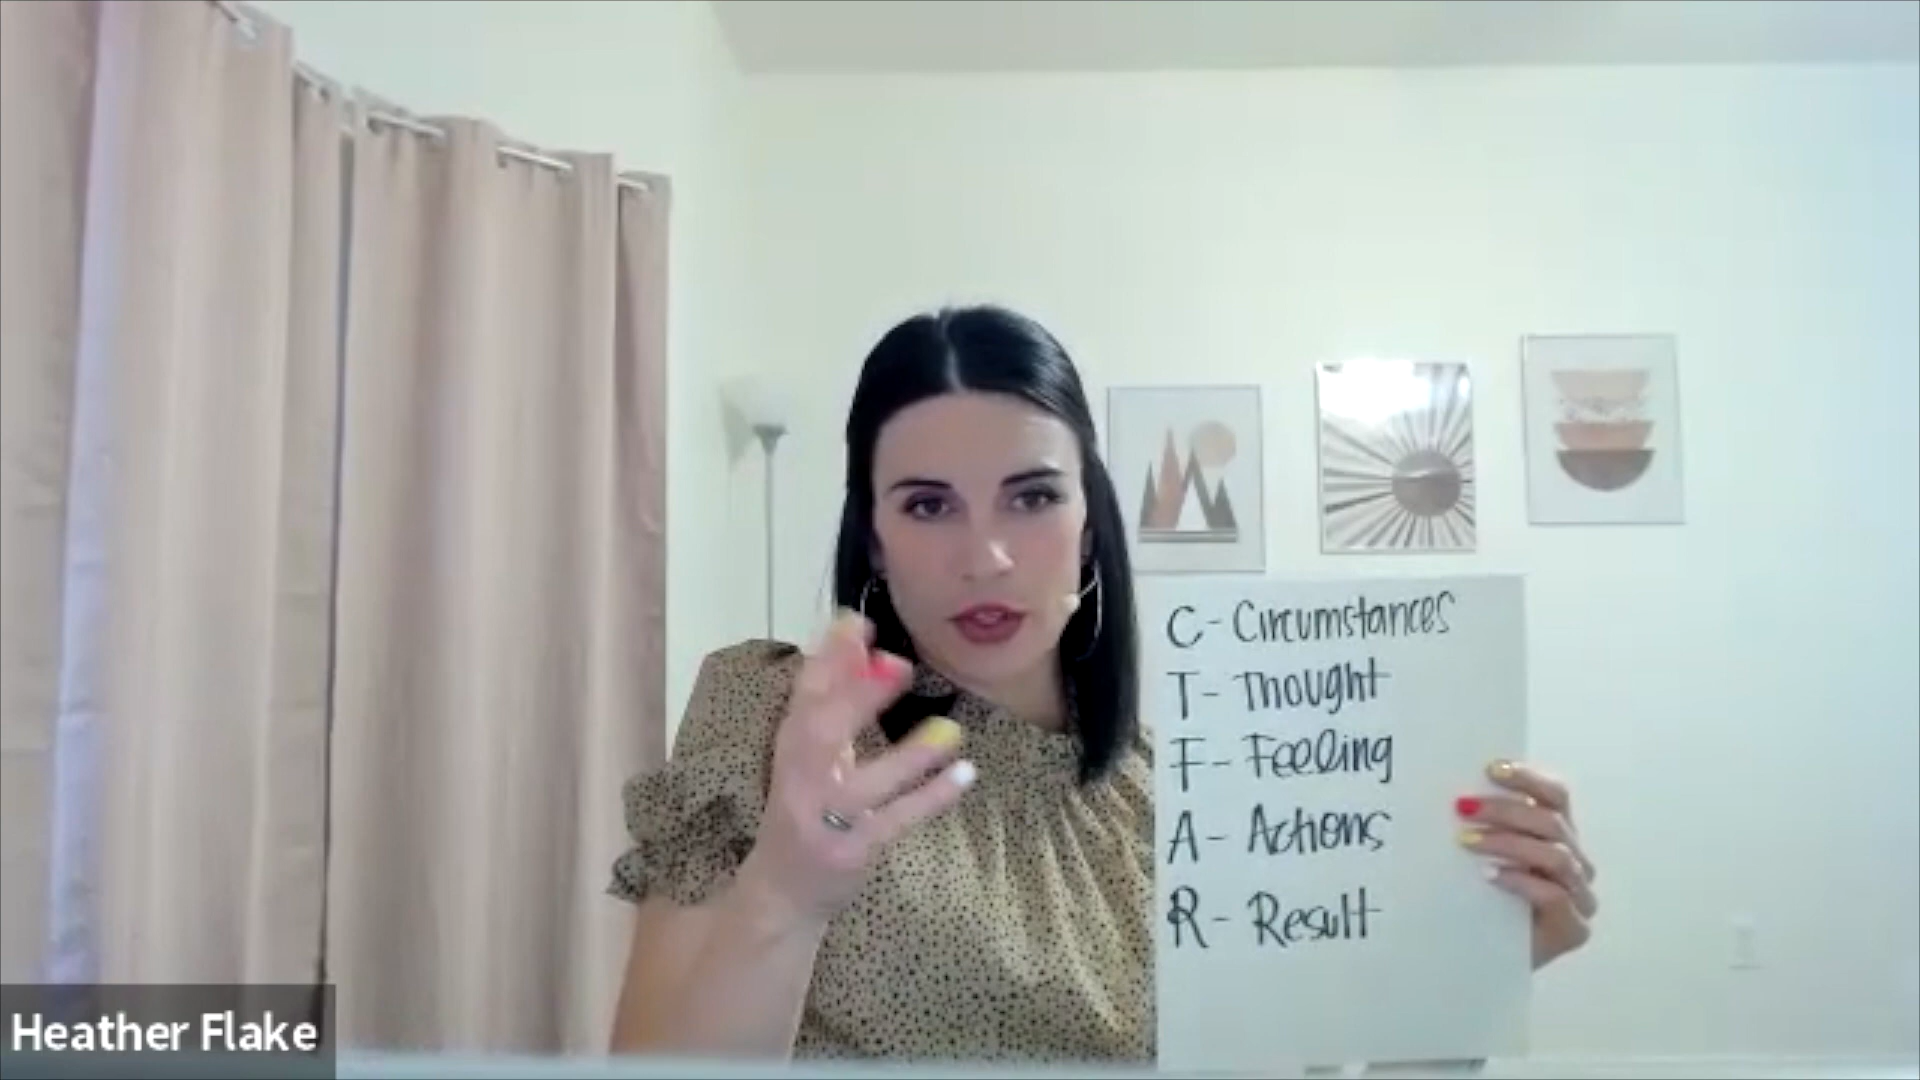 C - Circumstances
T - Thought
F - Feeling
A - Actions
R - Result
Heather Flake